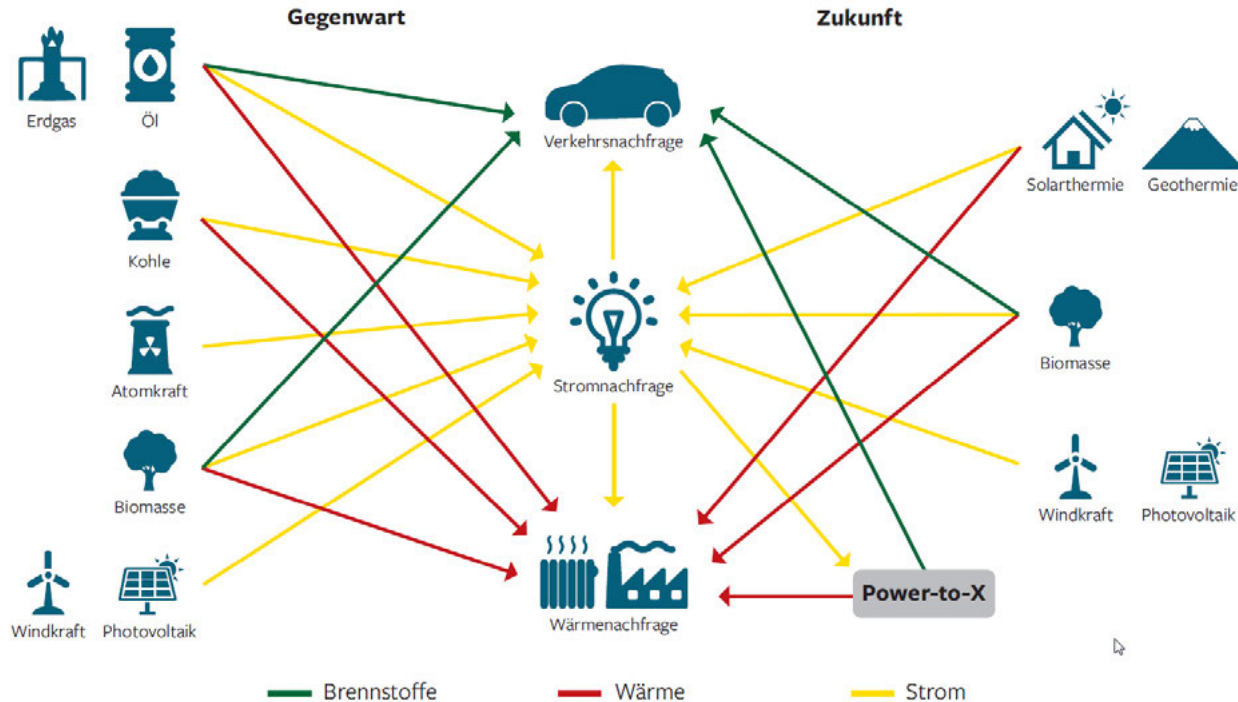 Gegenwart
Zukunft
Erdgas
Öl
Verkehrsnachfrage
Solarthermie
Geothermie
Kohle
Atomkraft
Stromnachfrage
Biomasse
Biomasse
Windkraft
Photovoltaik
Power-to-X
Windkraft
Photovoltaik
Wärmenachfrage
Brennstoffe
Wärme
Strom